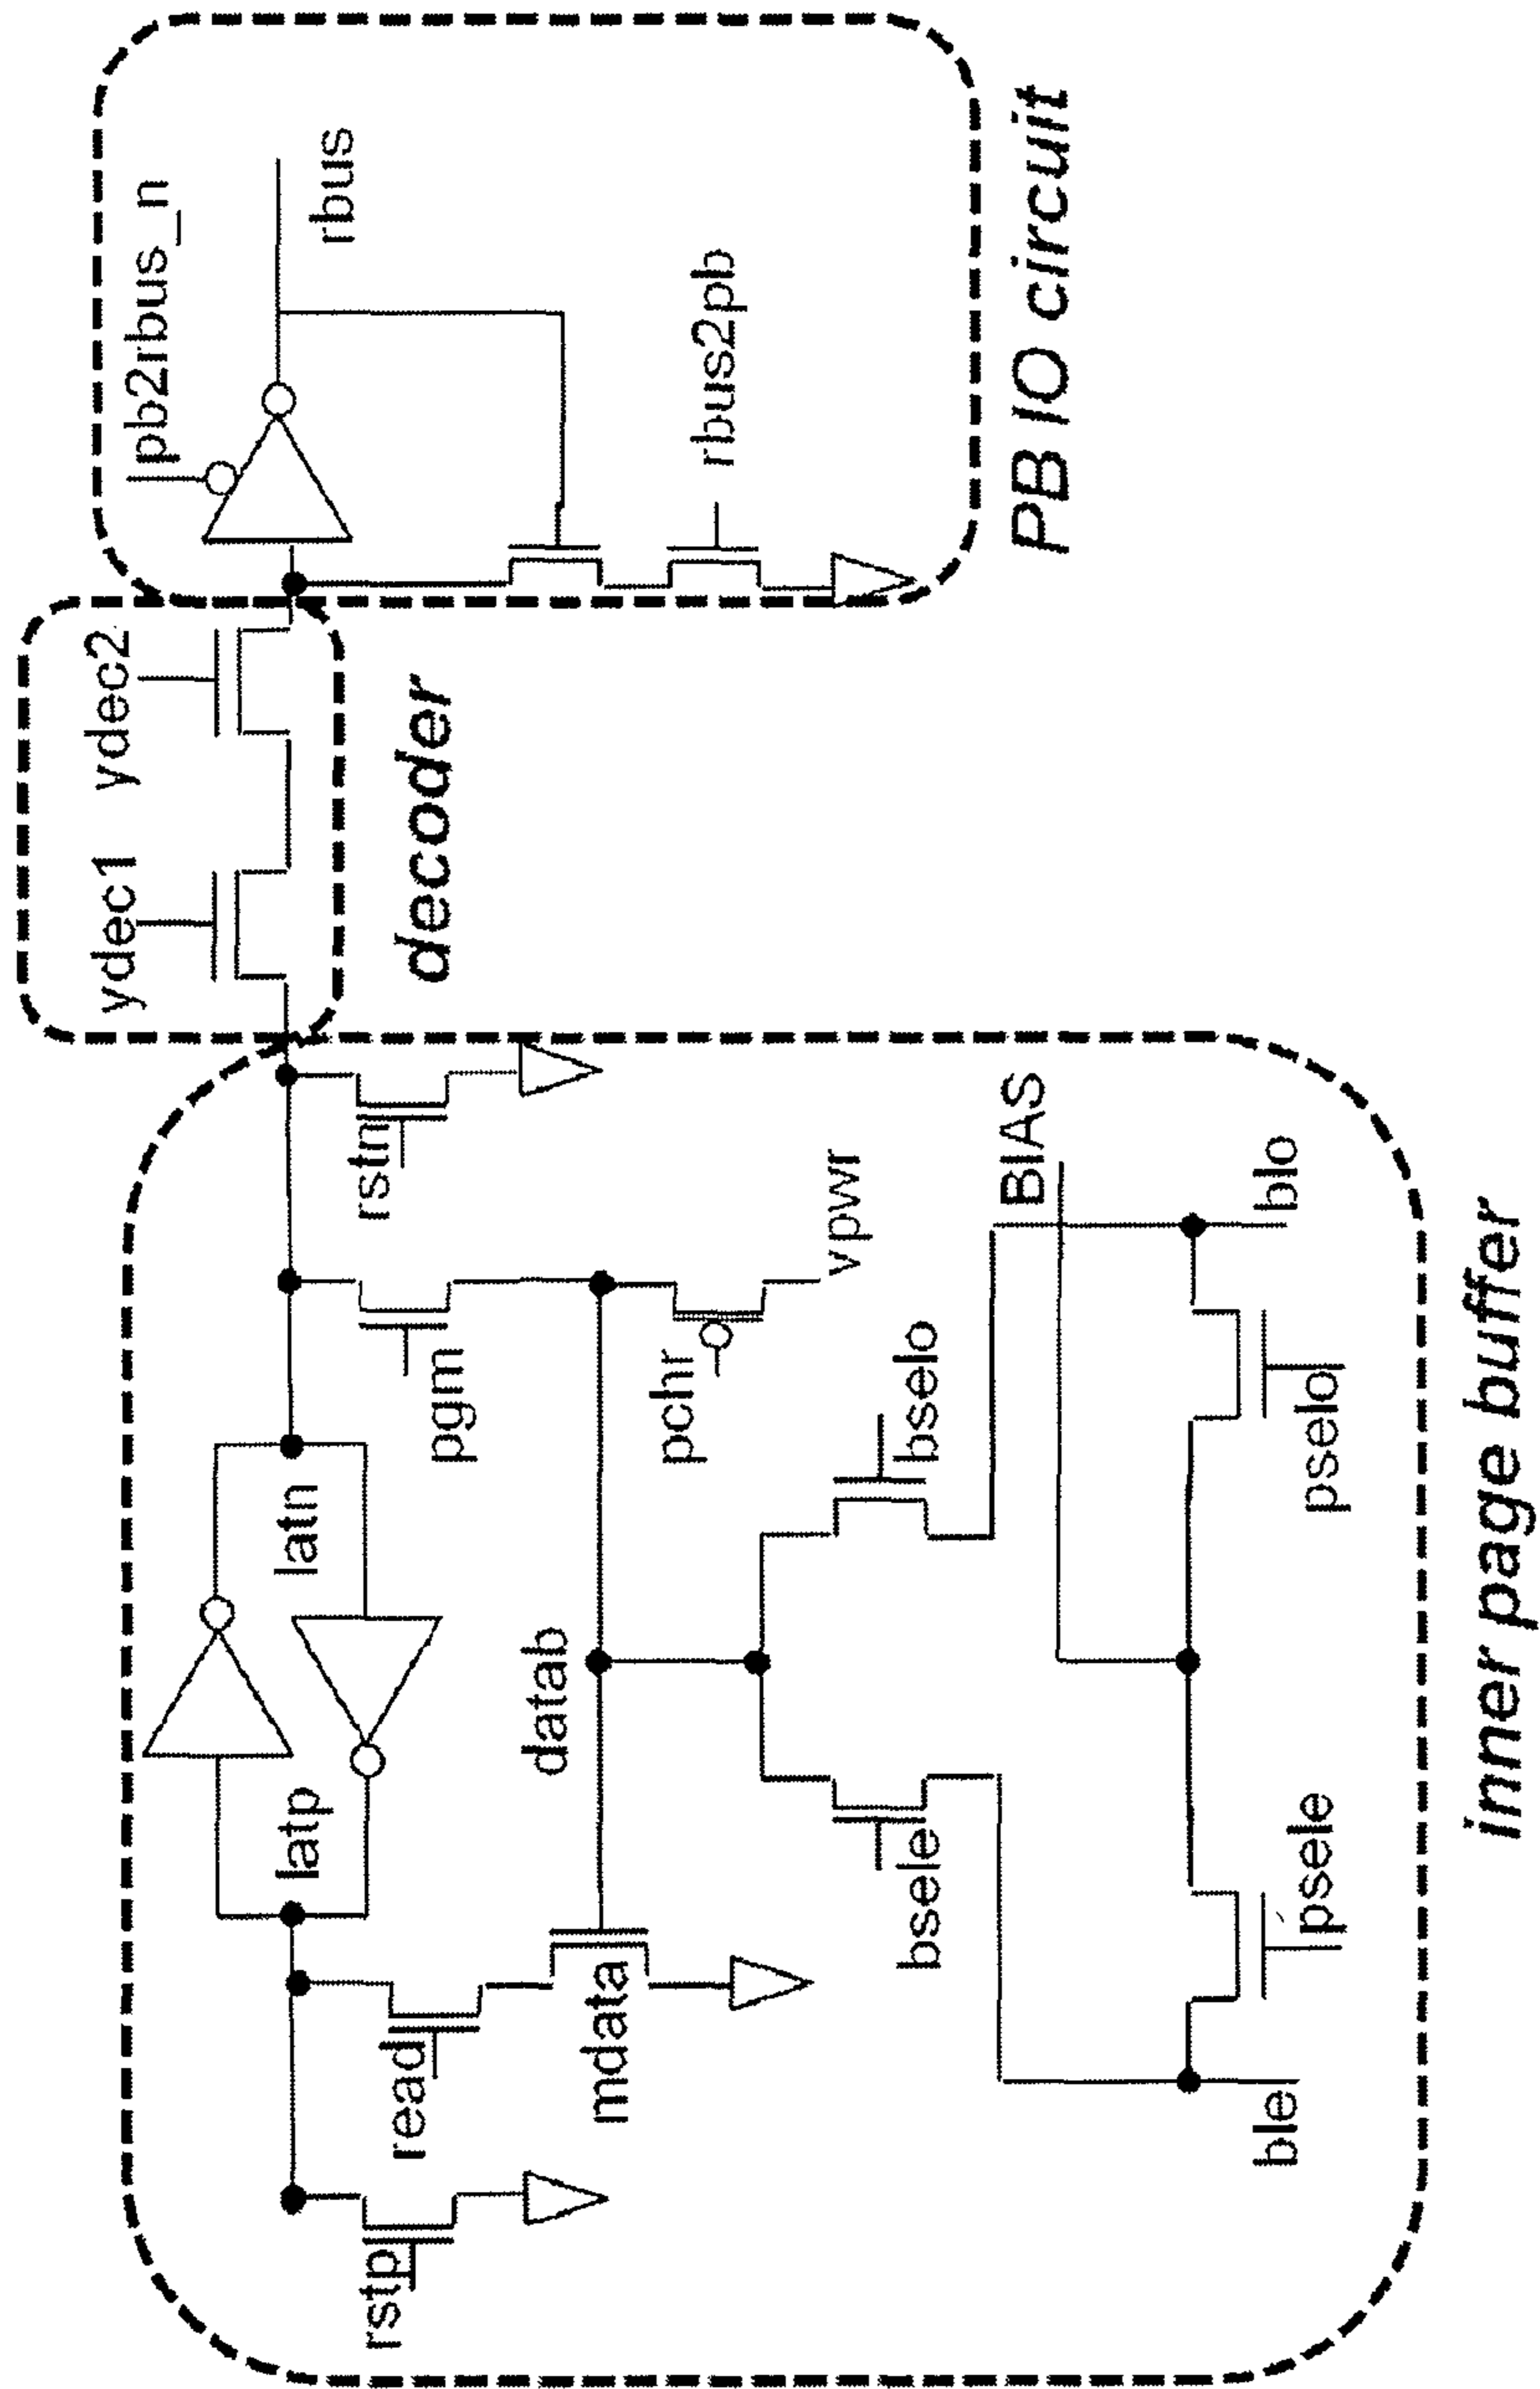 ydec1
ydec2
pb2rbus_n
rbus
rbus2pb
PB IO circuit
decoder
latp
latn
rstp
read
mdata
datab
pgm
rstn
pchr
vpwr
bsele
bselo
BIAS
ble
psele
pselo
blo
inner page buffer